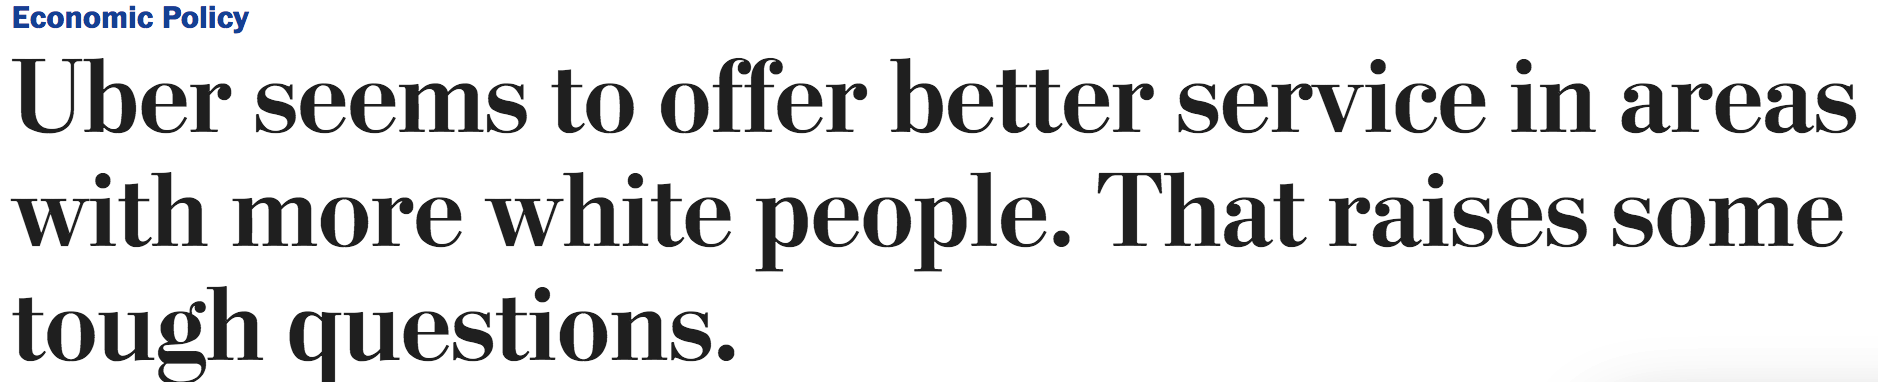 Economic Policy
Uber seems to offer better service in areas
with more white people. That raises some
tough questions.